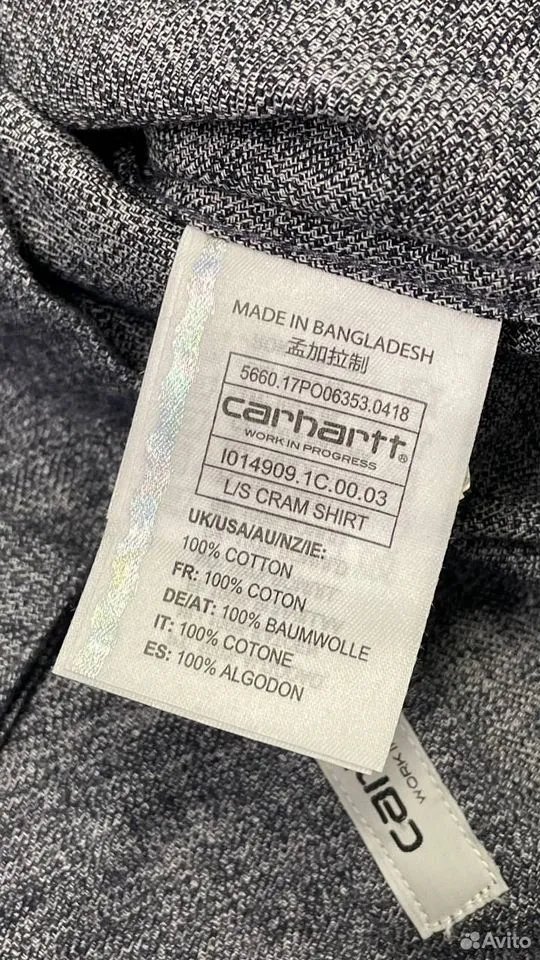 MADE IN BANGLADESH
孟加拉制
5660.17PO06353.0418
carhartt®
WORK IN PROGRESS
I014909.1C.00.03
L/S CRAM SHIRT
UK/USA/AU/NZ/IE:
100% COTTON
FR: 100% COTON
DE/AT: 100% BAUMWOLLE
IT: 100% COTONE
ES: 100% ALGODON
car
WORK I
Avito